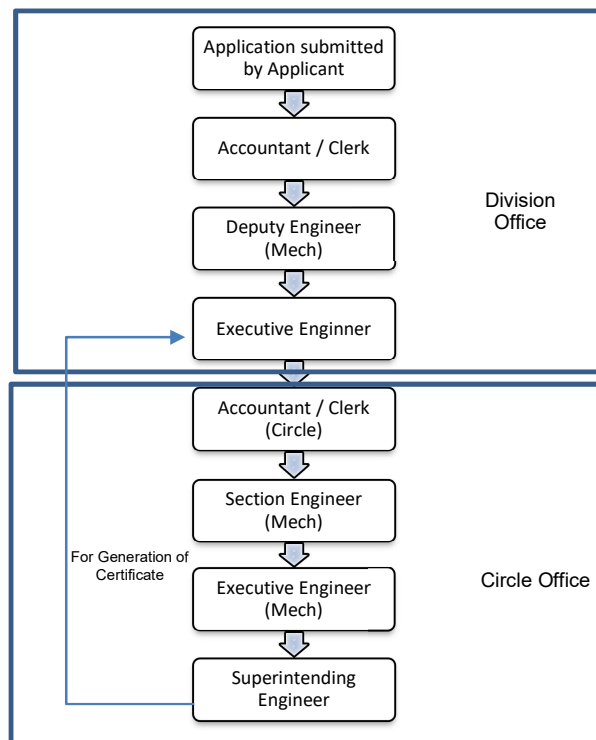 Application submitted
by Applicant
Accountant / Clerk
Deputy Engineer
(Mech)
Division
Office
Executive Enginner
Accountant / Clerk
(Circle)
Section Engineer
(Mech)
For Generation of
Certificate
Executive Engineer
(Mech)
Circle Office
Superintending
Engineer